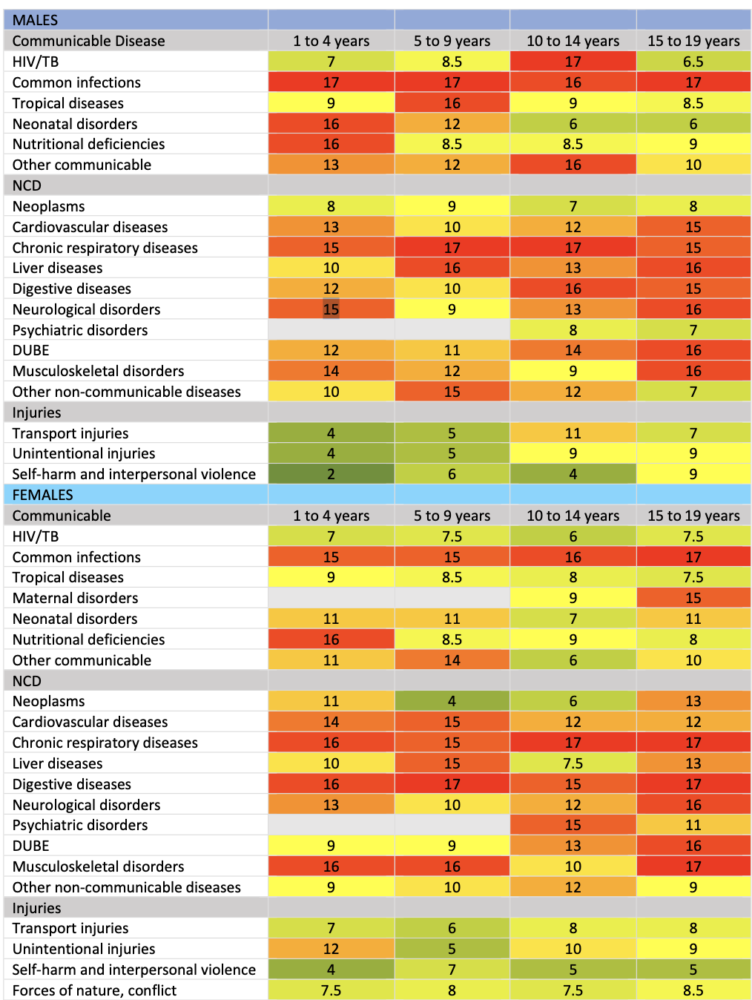 MALES
Communicable Disease 1 to 4 years 5 to 9 years 10 to 14 years 15 to 19 years
HIV/TB 7 8.5 17 6.5
Common infections 17 17 16 17
Tropical diseases 9 16 9 8.5
Neonatal disorders 16 12 6 6
Nutritional deficiencies 16 8.5 8.5 9
Other communicable 13 12 16 10
NCD
Neoplasms 8 9 7 8
Cardiovascular diseases 13 10 12 15
Chronic respiratory diseases 15 17 17 15
Liver diseases 10 16 13 16
Digestive diseases 12 10 16 15
Neurological disorders 15 9 13 16
Psychiatric disorders 8 7
DUBE 12 11 14 16
Musculoskeletal disorders 14 12 9 16
Other non-communicable diseases 10 15 12 7
Injuries
Transport injuries 4 5 11 7
Unintentional injuries 4 5 9 9
Self-harm and interpersonal violence 2 6 4 9
FEMALES
Communicable 1 to 4 years 5 to 9 years 10 to 14 years 15 to 19 years
HIV/TB 7 7.5 6 7.5
Common infections 15 15 16 17
Tropical diseases 9 8.5 8 7.5
Maternal disorders 9 15
Neonatal disorders 11 11 7 11
Nutritional deficiencies 16 8.5 9 8
Other communicable 11 14 6 10
NCD
Neoplasms 11 4 6 13
Cardiovascular diseases 14 15 12 12
Chronic respiratory diseases 16 15 17 17
Liver diseases 10 15 7.5 13
Digestive diseases 16 17 15 17
Neurological disorders 13 10 12 16
Psychiatric disorders 15 11
DUBE 9 9 13 16
Musculoskeletal disorders 16 16 10 17
Other non-communicable diseases 9 10 12 9
Injuries
Transport injuries 7 6 8 8
Unintentional injuries 12 5 10 9
Self-harm and interpersonal violence 4 7 5 5
Forces of nature, conflict 7.5 8 7.5 8.5